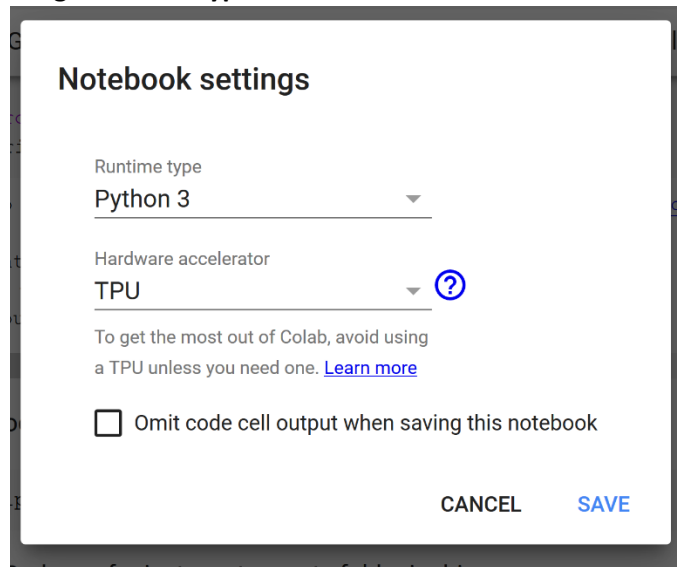 Notebook settings
Runtime type
Python 3
Hardware accelerator
TPU
?
To get the most out of Colab, avoid using
a TPU unless you need one. Learn more
Omit code cell output when saving this notebook
CANCEL SAVE